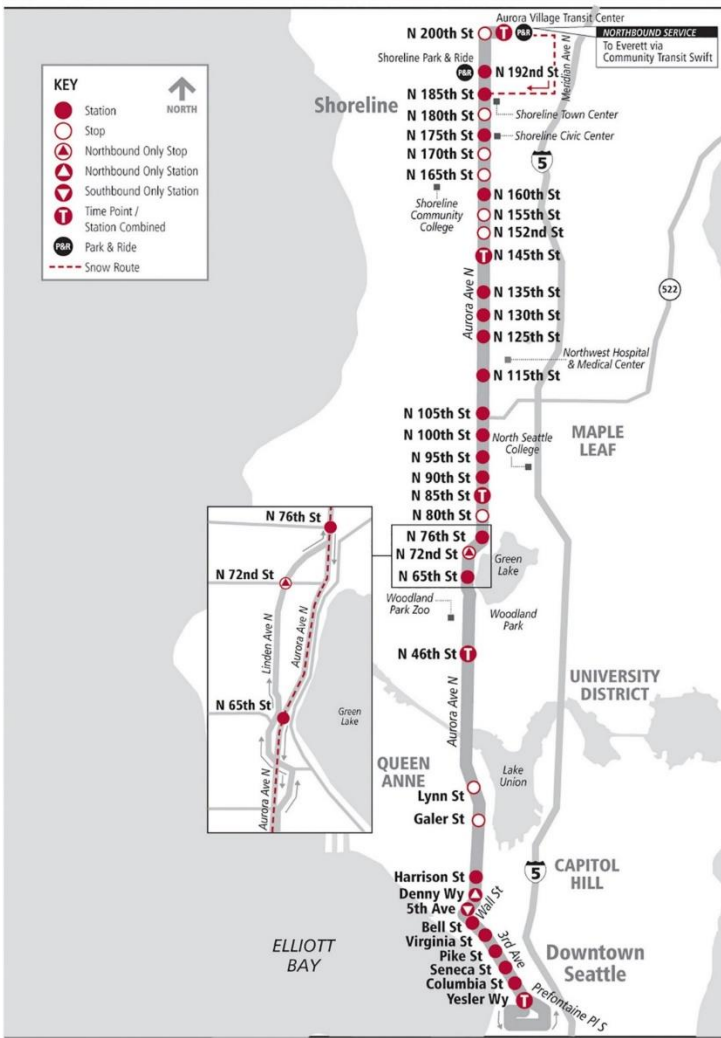 Aurora Village Transit Center
N 200th St
T
P&R
NORTHBOUND SERVICE
To Everett via
Community Transit Swift
Shoreline Park & Ride
P&R
N 192nd St
Meridian Ave N
KEY
NORTH
Station
Stop
Northbound Only Stop
Northbound Only Station
Southbound Only Station
T
Time Point /
Station Combined
P&R
Park & Ride
Snow Route
Shoreline
N 185th St
N 180th St
Shoreline Town Center
N 175th St
Shoreline Civic Center
N 170th St
5
N 165th St
Shoreline
Community
College
N 160th St
N 155th St
N 152nd St
T
N 145th St
Aurora Ave N
N 135th St
522
N 130th St
N 125th St
Northwest Hospital
& Medical Center
N 115th St
N 105th St
N 100th St
MAPLE
LEAF
North Seattle
College
N 95th St
N 90th St
N 85th St
T
N 80th St
N 76th St
N 72nd St
N 65th St
Green
Lake
N 76th St
N 72nd St
Linden Ave N
Aurora Ave N
N 65th St
Green
Lake
Aurora Ave N
Woodland
Park Zoo
Woodland
Park
N 46th St
T
Aurora Ave N
UNIVERSITY
DISTRICT
QUEEN
ANNE
Lake
Union
Lynn St
Galer St
CAPITOL
HILL
5
Harrison St
Denny Wy
5th Ave
Wall St
Bell St
Virginia St
3rd Ave
Pike St
Seneca St
Columbia St
Yesler Wy
T
Prefontaine Pl S
Downtown
Seattle
ELLIOTT
BAY